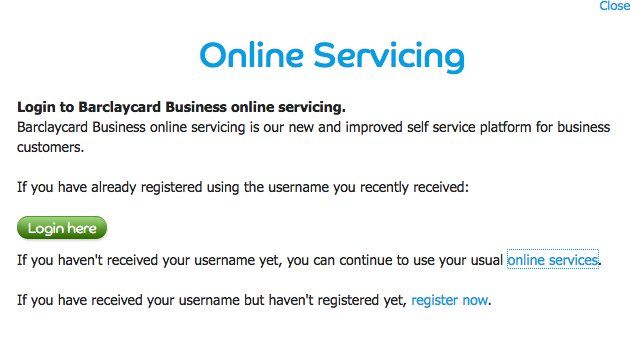 Close
Online Servicing
Login to Barclaycard Business online servicing.
Barclaycard Business online servicing is our new and improved self service platform for business
customers.
If you have already registered using the username you recently received:
Login here
If you haven't received your username yet, you can continue to use your usual online services.
If you have received your username but haven't registered yet, register now.